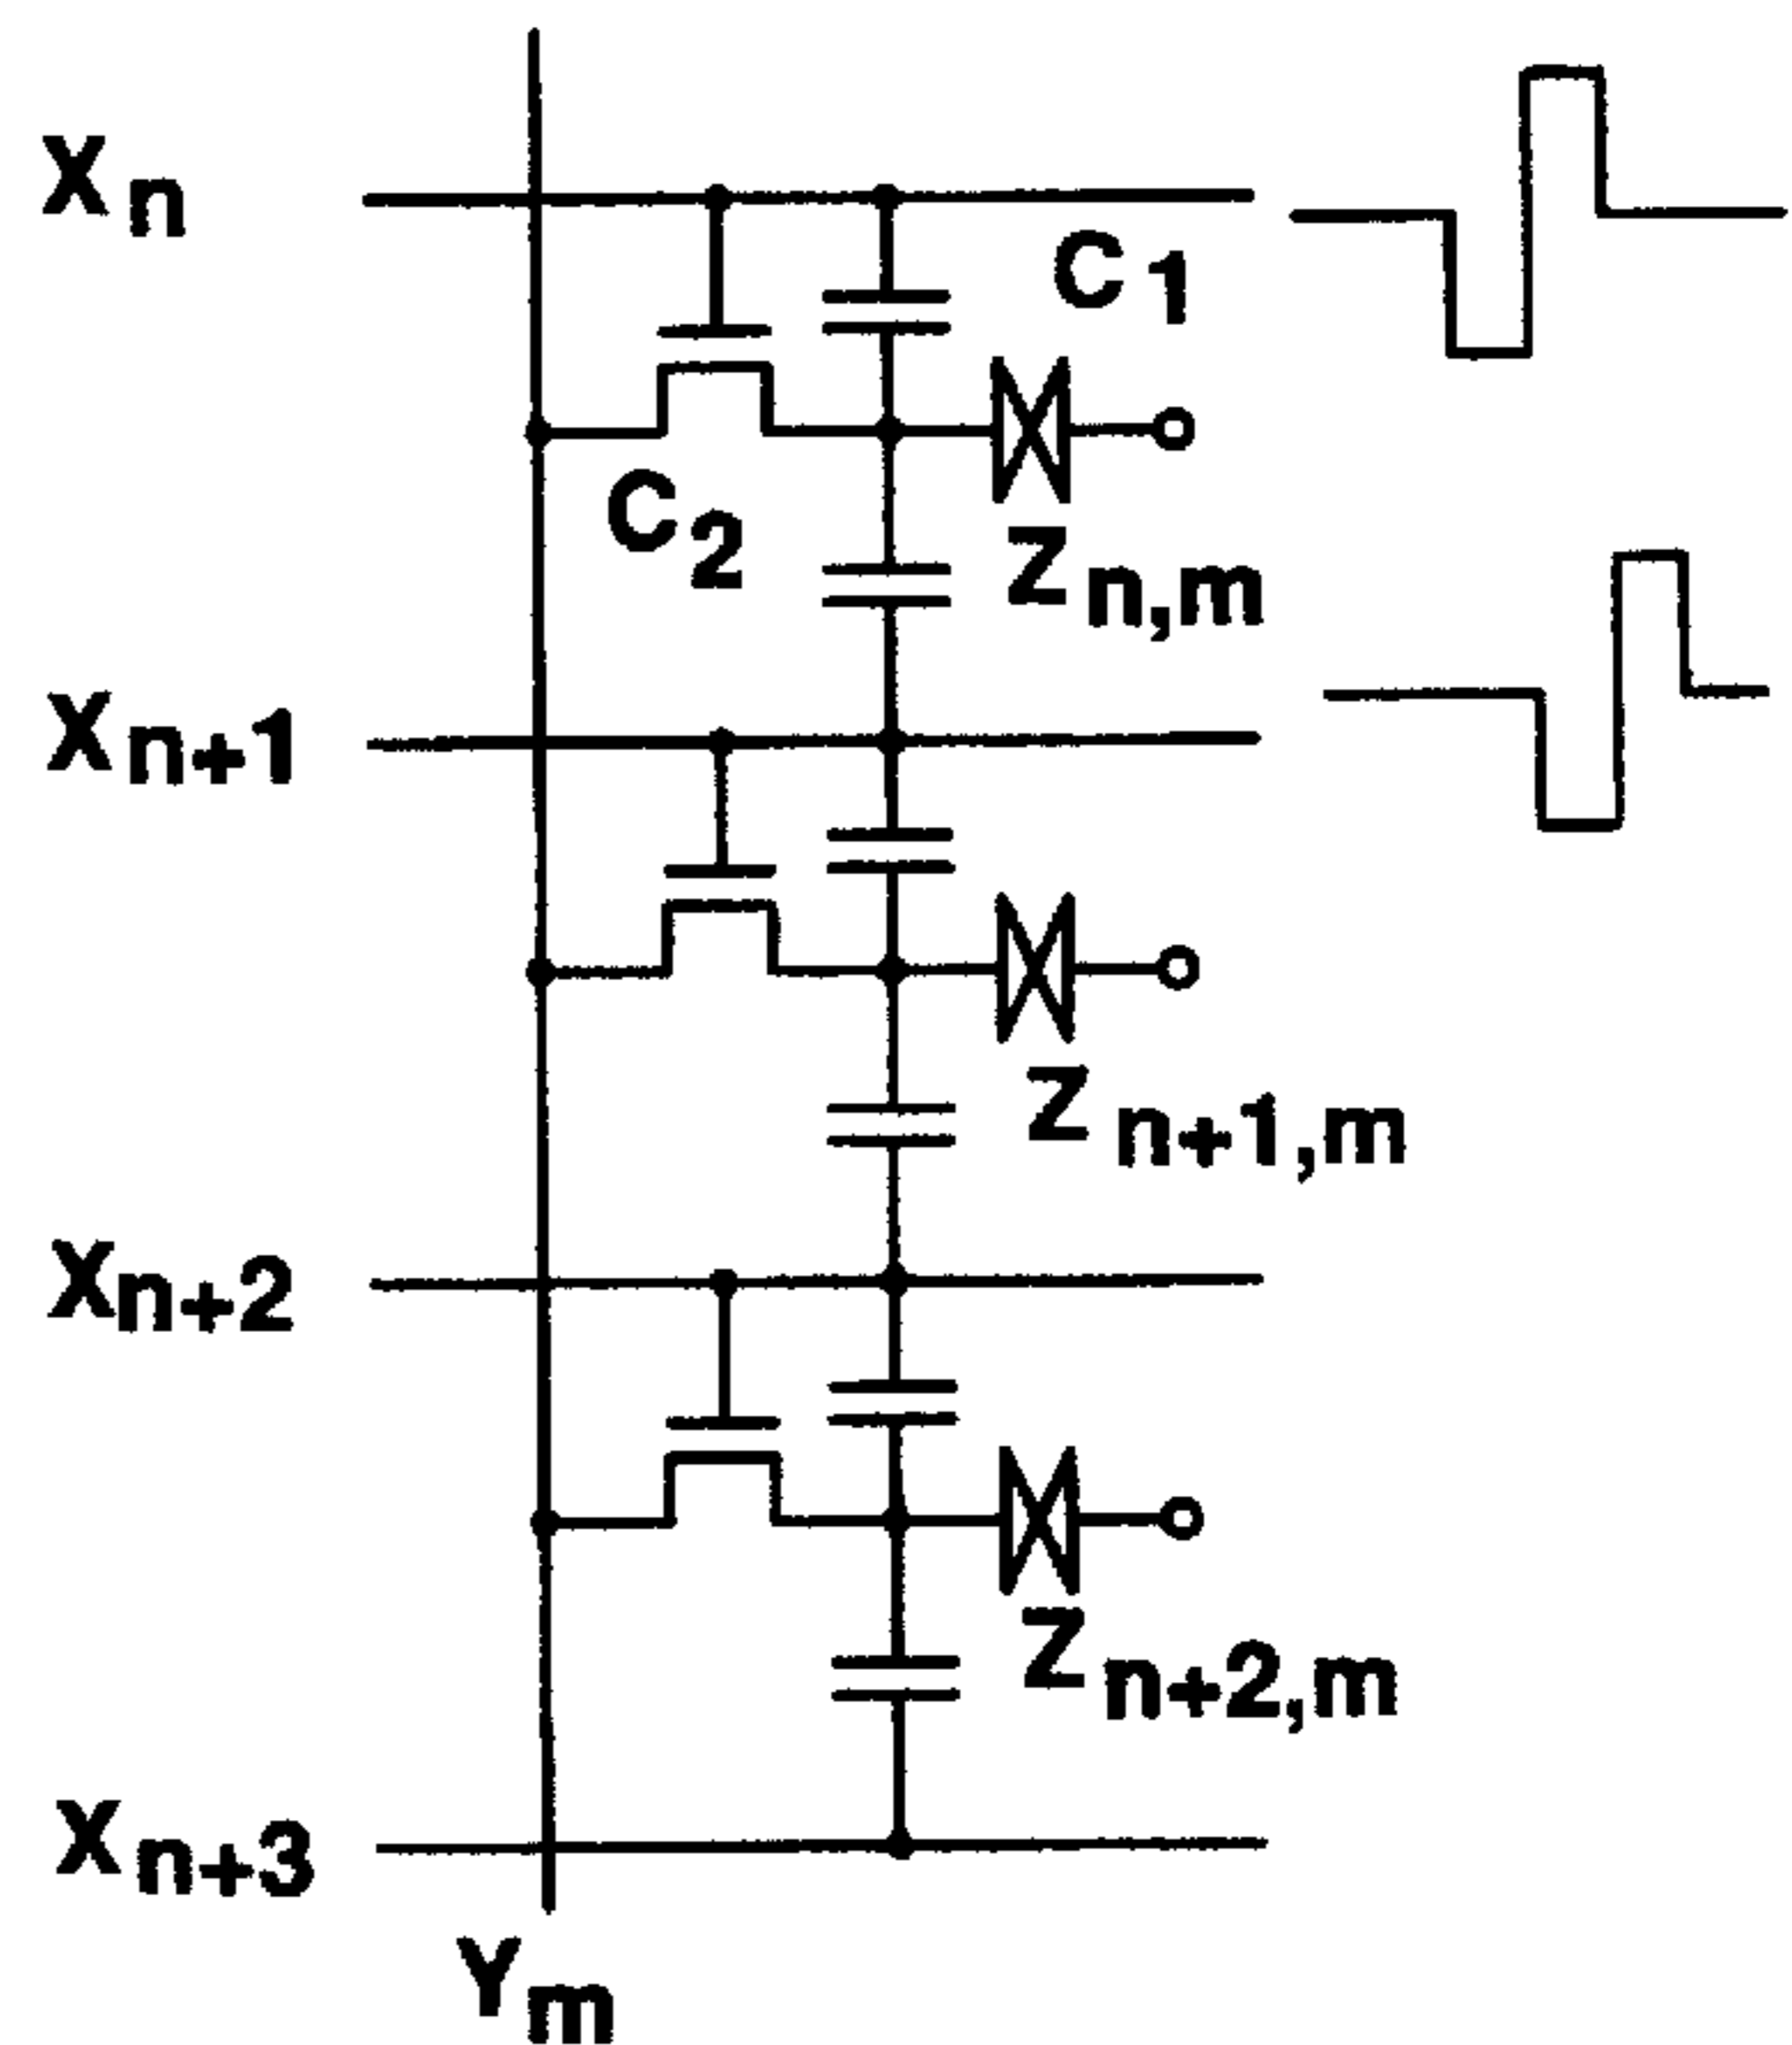 Xn
C1
C2
Zn,m
Xn+1
Zn+1,m
Xn+2
Zn+2,m
Xn+3
Ym